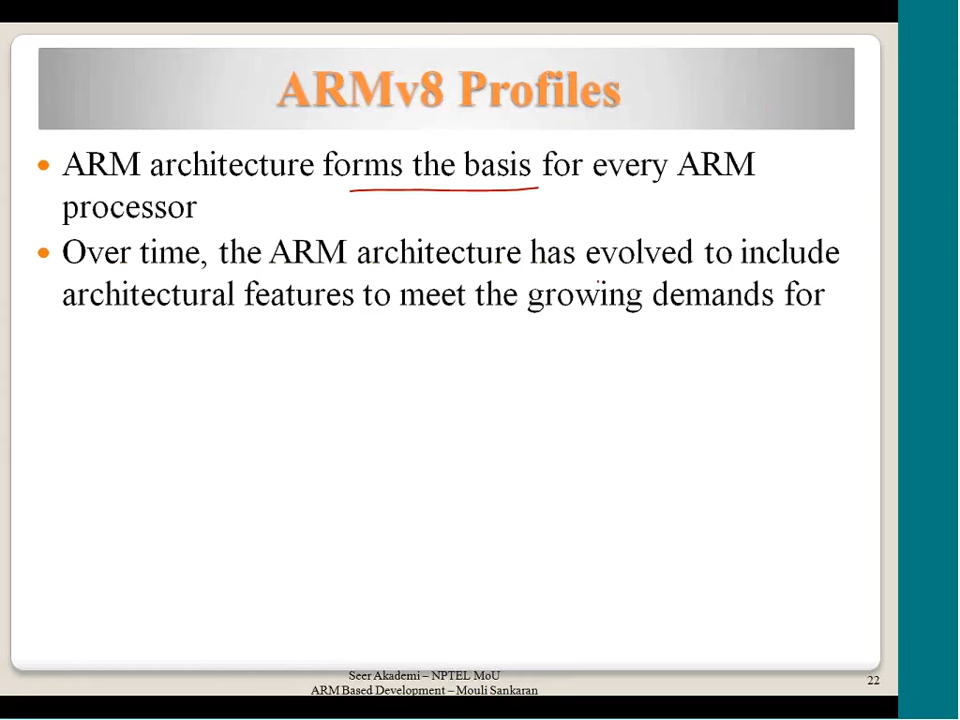 ARMv8 Profiles
• ARM architecture forms the basis for every ARM
processor
• Over time, the ARM architecture has evolved to include
architectural features to meet the growing demands for
Seer Akademi – NPTEL MoU
ARM Based Development – Mouli Sankaran
22